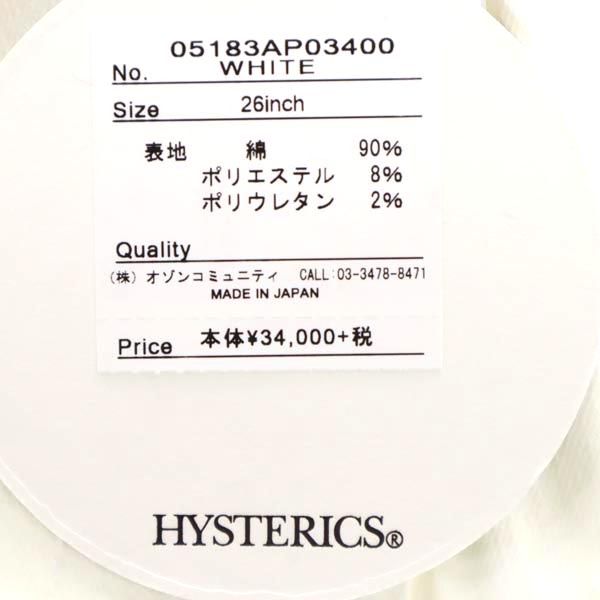 05183AP03400
No. WHITE
Size 26inch
表地 綿 90%
ポリエステル 8%
ポリウレタン 2%
Quality
(株) オゾンコミュニティ CALL:03-3478-8471
MADE IN JAPAN
Price 本体¥34,000+税
HYSTERICS®